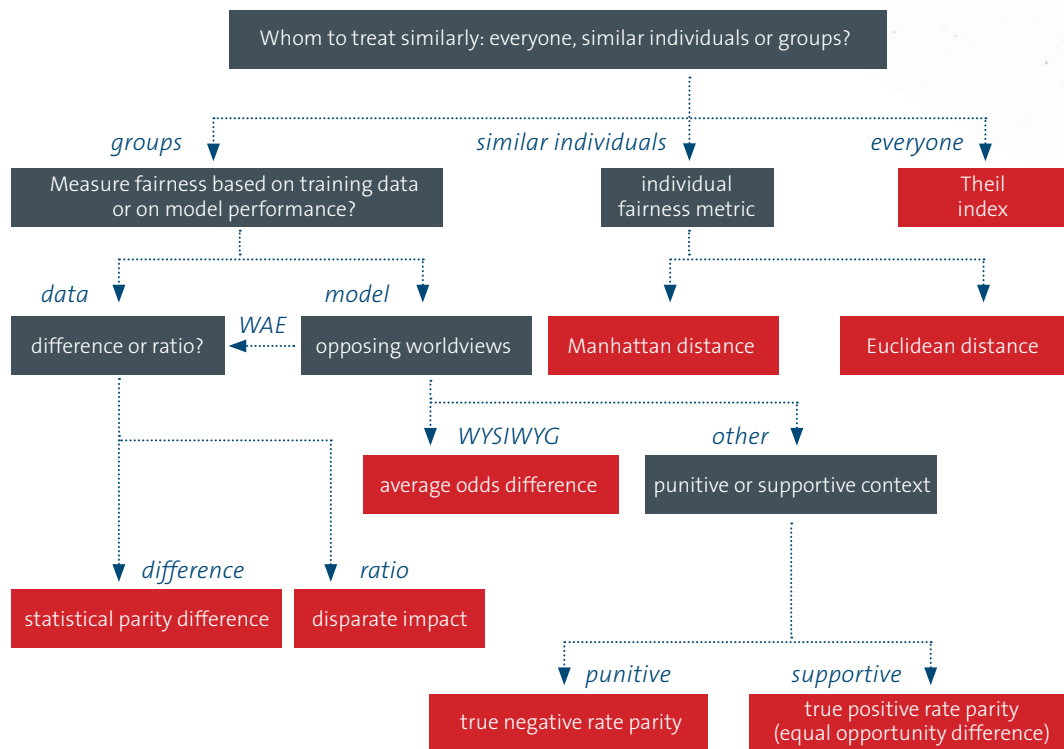 Whom to treat similarly: everyone, similar individuals or groups?
groups
similar individuals
everyone
Measure fairness based on training data
or on model performance?
individual
fairness metric
Theil
index
data
model
difference or ratio?
WAE
opposing worldviews
Manhattan distance
Euclidean distance
WYSIWYG
other
average odds difference
punitive or supportive context
difference
ratio
statistical parity difference
disparate impact
punitive
supportive
true negative rate parity
true positive rate parity
(equal opportunity difference)